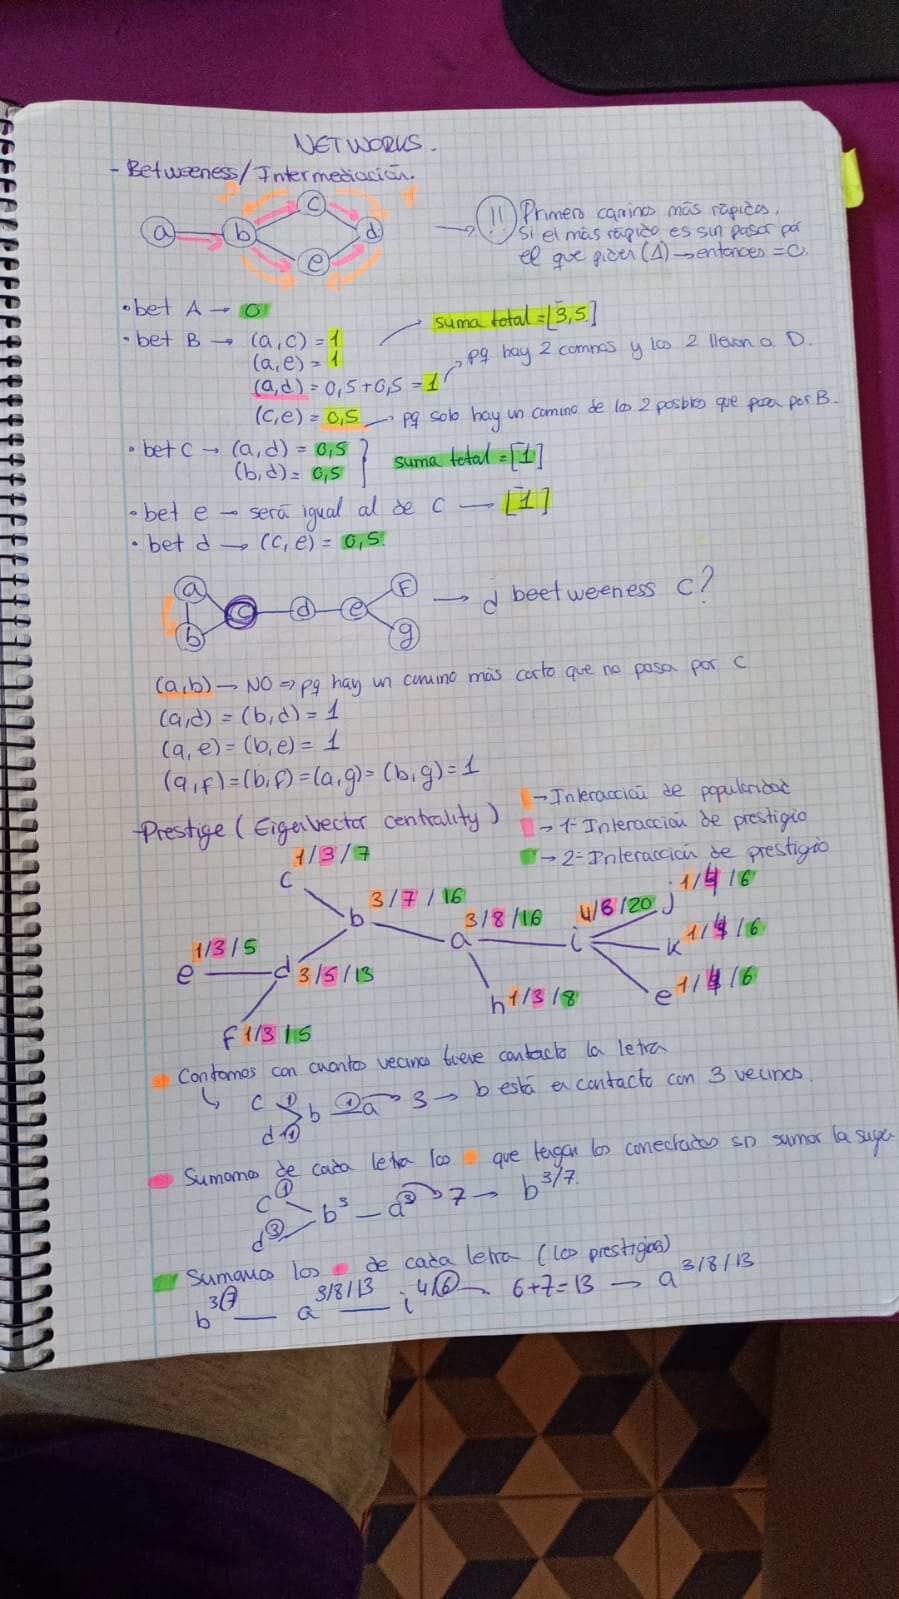 NETWORKS.
- Betweeness/Intermediación.
a b c d e
!! Primero caminos más rápidos.
Si el más rápido es sin pasar por
el que piden (A) → entonces = 0.
• bet A → 0
suma total = [3,5]
• bet B → (a,c) = 1
(a,e) = 1
pq hay 2 caminos y los 2 llevan a D.
(a,d) = 0,5 + 0,5 = 1
(c,e) = 0,5 → pq solo hay un camino de los 2 posibles que pasa por B.
• bet C → (a,d) = 0,5
(b,d) = 0,5
suma total = [1]
• bet e → será igual al de C → [1]
• bet d → (c,e) = 0,5
a b c d e F g → d beetweeness c?
(a,b) → NO ⇒ pq hay un camino más corto que no pasa por C
(a,d) = (b,d) = 1
(a,e) = (b,e) = 1
(a,f) = (b,f) = (a,g) = (b,g) = 1
→ Interacción de popularidad
- Prestige (Eigenvector centrality)
→ 1ª Interacción de prestigio
→ 2ª Interacción de prestigio
c 1/3/7
b 3/7/16
a 3/8/16
i 4/6/20
j 1/4/6
k 1/4/6
e 1/4/6
h 1/3/8
e 1/3/5
d 3/5/13
f 1/3/5
Contamos con cuantos vecinos tiene contacto la letra
c 1 b 1 a 3 → b está en contacto con 3 vecinos.
d 1
Sumamos de cada letra los que tengan los conectados sin sumar la suya
c 1 b 3 a 3 7 → b 3/7.
d 3
Sumamos los de cada letra (los prestigios)
b 3/7 — a 3/8/13 — i 4/6 → 6+7=13 → a 3/8/13